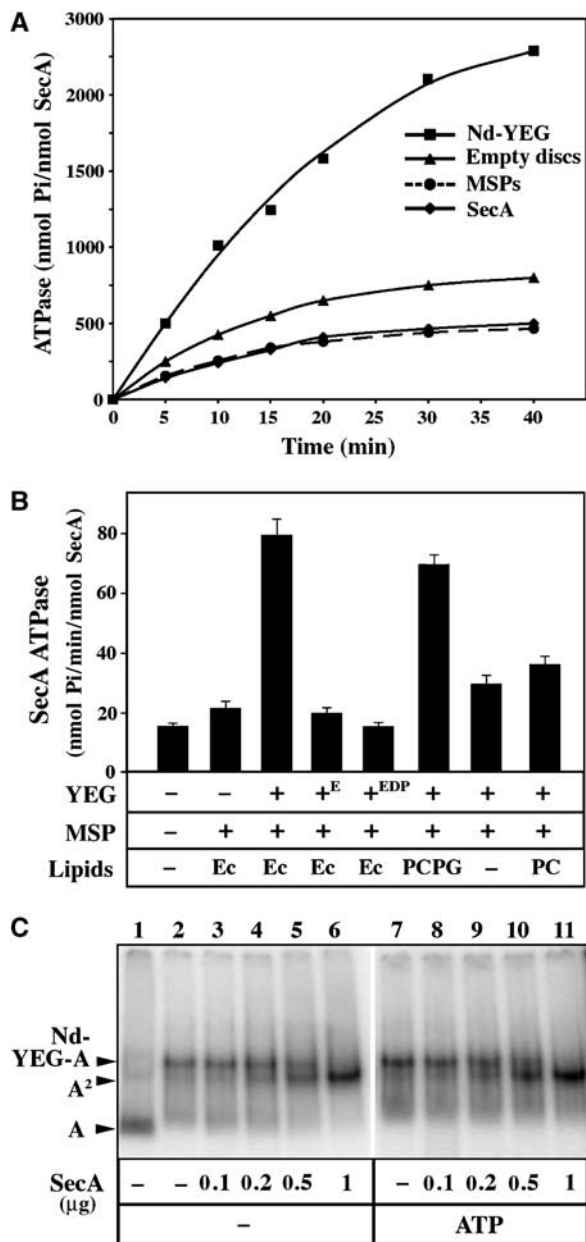 A
3000
2500
1500
1000
500
0
ATPase (nmol Pi/nmol SecA)
Nd-YEG
Empty discs
MSPs
SecA
0 5 10 15 20 25 30 35 40
Time (min)
B
80
60
40
20
0
SecA ATPase
(nmol Pi/min/nmol SecA)
YEG – – + +E +EDP + + +
MSP – + + + + + + +
Lipids – Ec Ec Ec Ec PCPG – PC
C
1 2 3 4 5 6 7 8 9 10 11
Nd-
YEG-A
A²
A
SecA – – 0.1 0.2 0.5 1 – 0.1 0.2 0.5 1
(μg)
– ATP